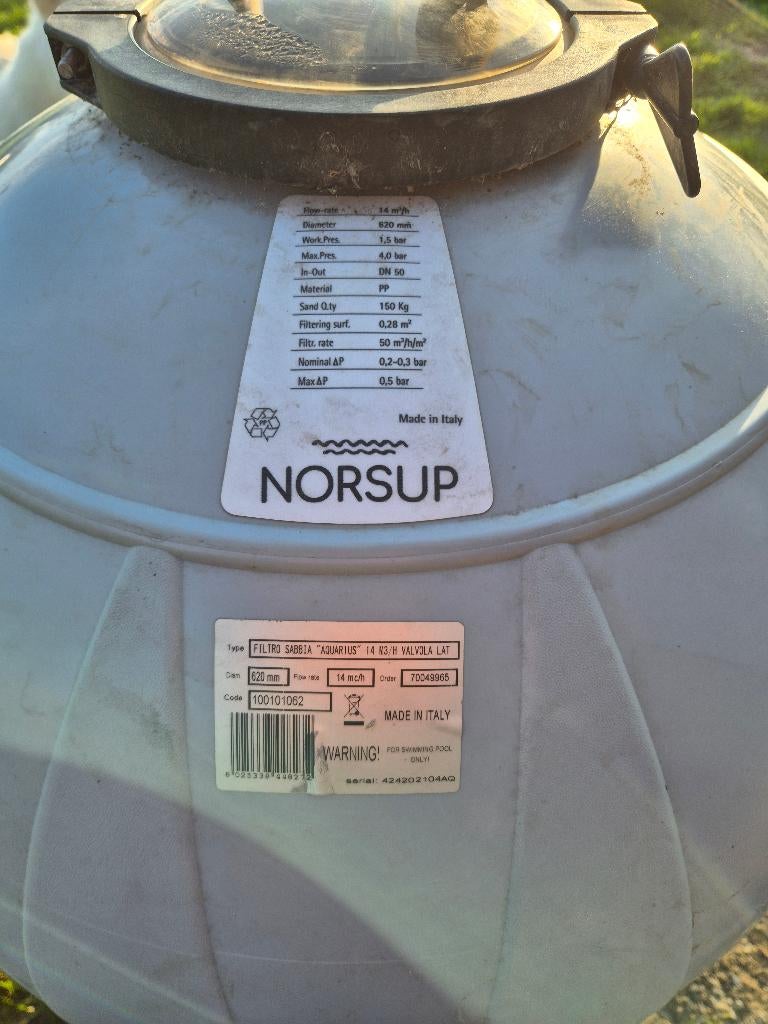 Flow-rate 14 m³/h
Diameter 620 mm
Work.Pres. 1,5 bar
Max.Pres. 4,0 bar
In-Out DN 50
Material PP
Sand Q.ty 150 Kg
Filtering surf. 0,28 m²
Filtr. rate 50 m³/h/m²
Nominal ΔP 0,2-0,3 bar
Max ΔP 0,5 bar
PP
Made in Italy
NORSUP
Type FILTRO SABBIA "AQUARIUS" 14 M3/H VALVOLA LAT
Diam. 620 mm Flow rate 14 mc/h Order 70049965
Code 100101062
MADE IN ITALY
WARNING! FOR SWIMMING POOL
ONLY!
serial: 424202104AQ